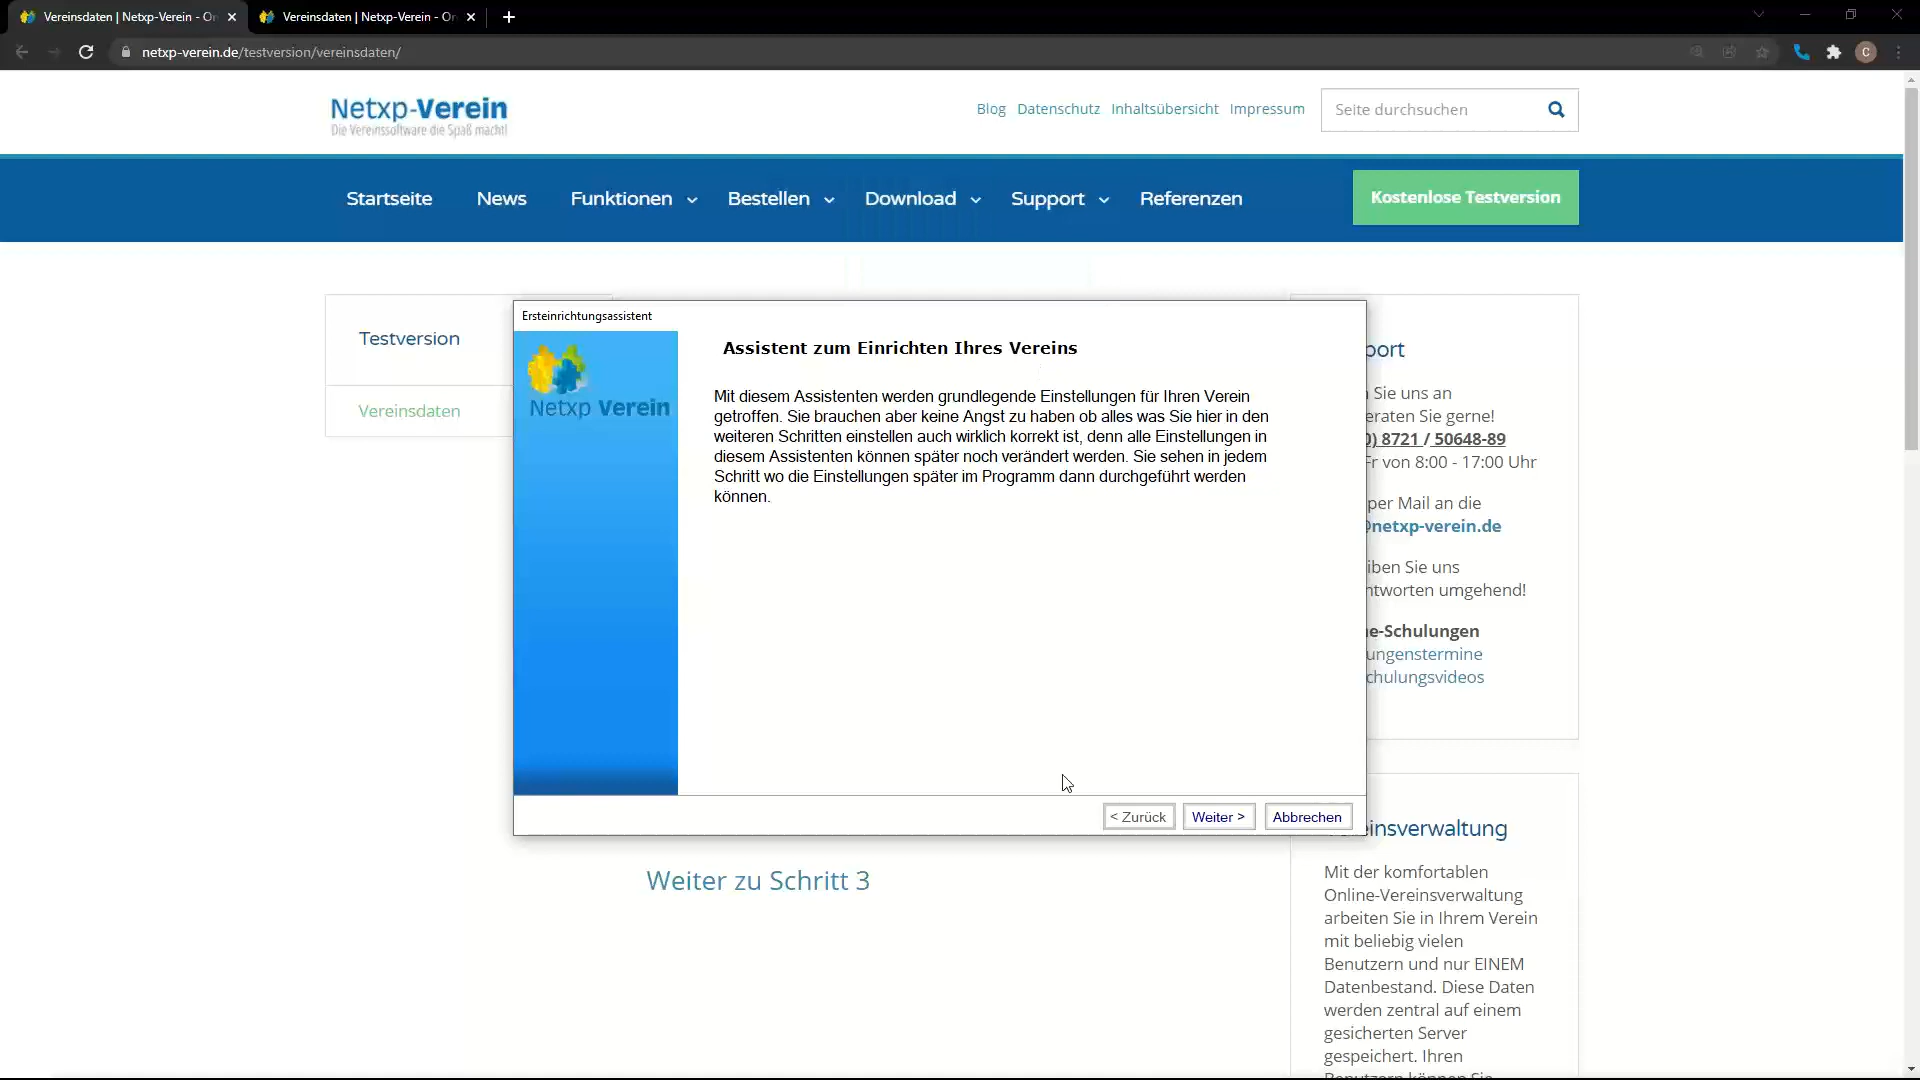 Vereinsdaten | Netxp-Verein - On
Vereinsdaten | Netxp-Verein - On
netxp-verein.de/testversion/vereinsdaten/
C
Netxp-Verein
Die Vereinssoftware die Spaß macht!
Blog Datenschutz Inhaltsübersicht Impressum
Seite durchsuchen
Startseite News Funktionen Bestellen Download Support Referenzen
Kostenlose Testversion
Testversion
Vereinsdaten
Ersteinrichtungsassistent
Netxp Verein
Assistent zum Einrichten Ihres Vereins
Mit diesem Assistenten werden grundlegende Einstellungen für Ihren Verein
getroffen. Sie brauchen aber keine Angst zu haben ob alles was Sie hier in den
weiteren Schritten einstellen auch wirklich korrekt ist, denn alle Einstellungen in
diesem Assistenten können später noch verändert werden. Sie sehen in jedem
Schritt wo die Einstellungen später im Programm dann durchgeführt werden
können.
< Zurück Weiter > Abbrechen
Weiter zu Schritt 3
port
Sie uns an
eraten Sie gerne!
0) 8721 / 50648-89
Fr von 8:00 - 17:00 Uhr
per Mail an die
@netxp-verein.de
iben Sie uns
ntworten umgehend!
e-Schulungen
ungenstermine
chulungsvideos
einsverwaltung
Mit der komfortablen
Online-Vereinsverwaltung
arbeiten Sie in Ihrem Verein
mit beliebig vielen
Benutzern und nur EINEM
Datenbestand. Diese Daten
werden zentral auf einem
gesicherten Server
gespeichert. Ihren
Benutzern können Sie